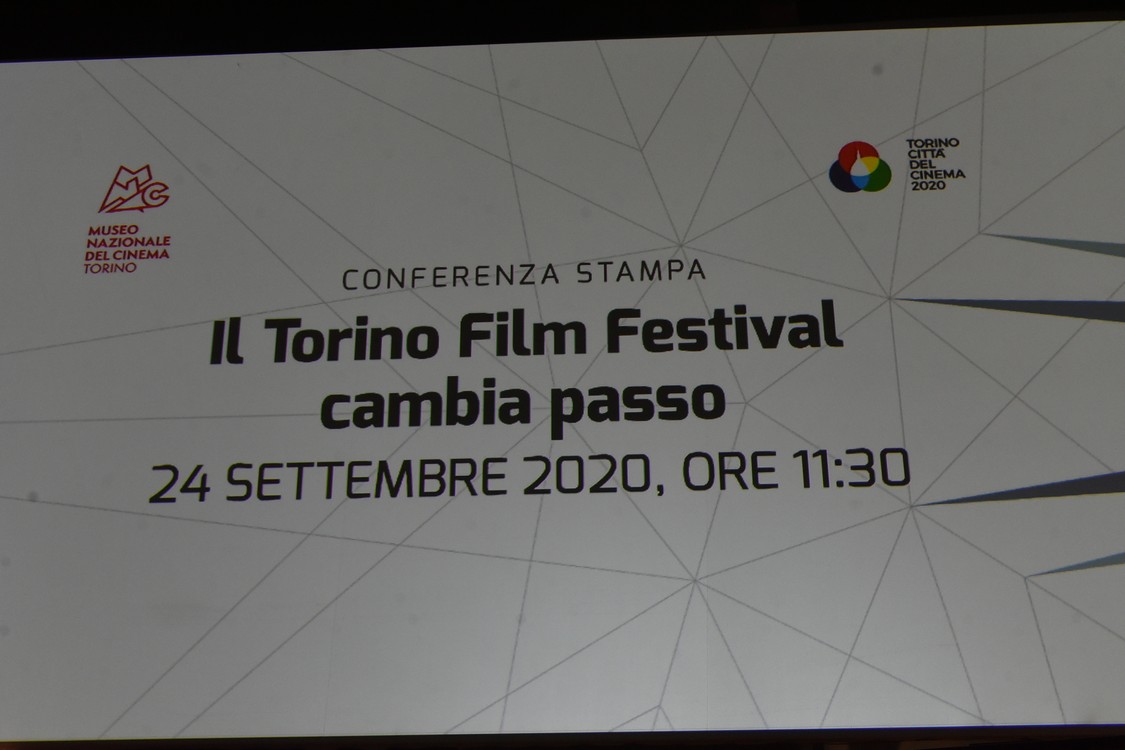 MUSEO
NAZIONALE
DEL CINEMA
TORINO
TORINO
CITTÀ
DEL
CINEMA
2020
CONFERENZA STAMPA
Il Torino Film Festival
cambia passo
24 SETTEMBRE 2020, ORE 11:30